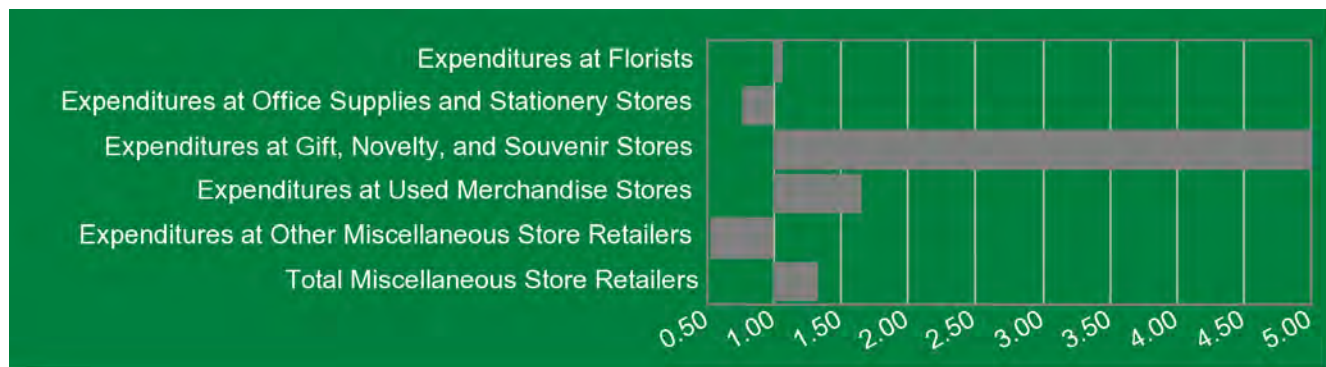 Expenditures at Florists
Expenditures at Office Supplies and Stationery Stores
Expenditures at Gift, Novelty, and Souvenir Stores
Expenditures at Used Merchandise Stores
Expenditures at Other Miscellaneous Store Retailers
Total Miscellaneous Store Retailers
0.50 1.00 1.50 2.00 2.50 3.00 3.50 4.00 4.50 5.00